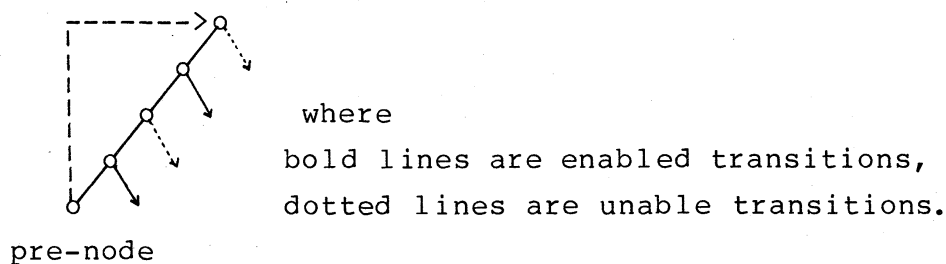 where
bold lines are enabled transitions,
dotted lines are unable transitions.
pre-node